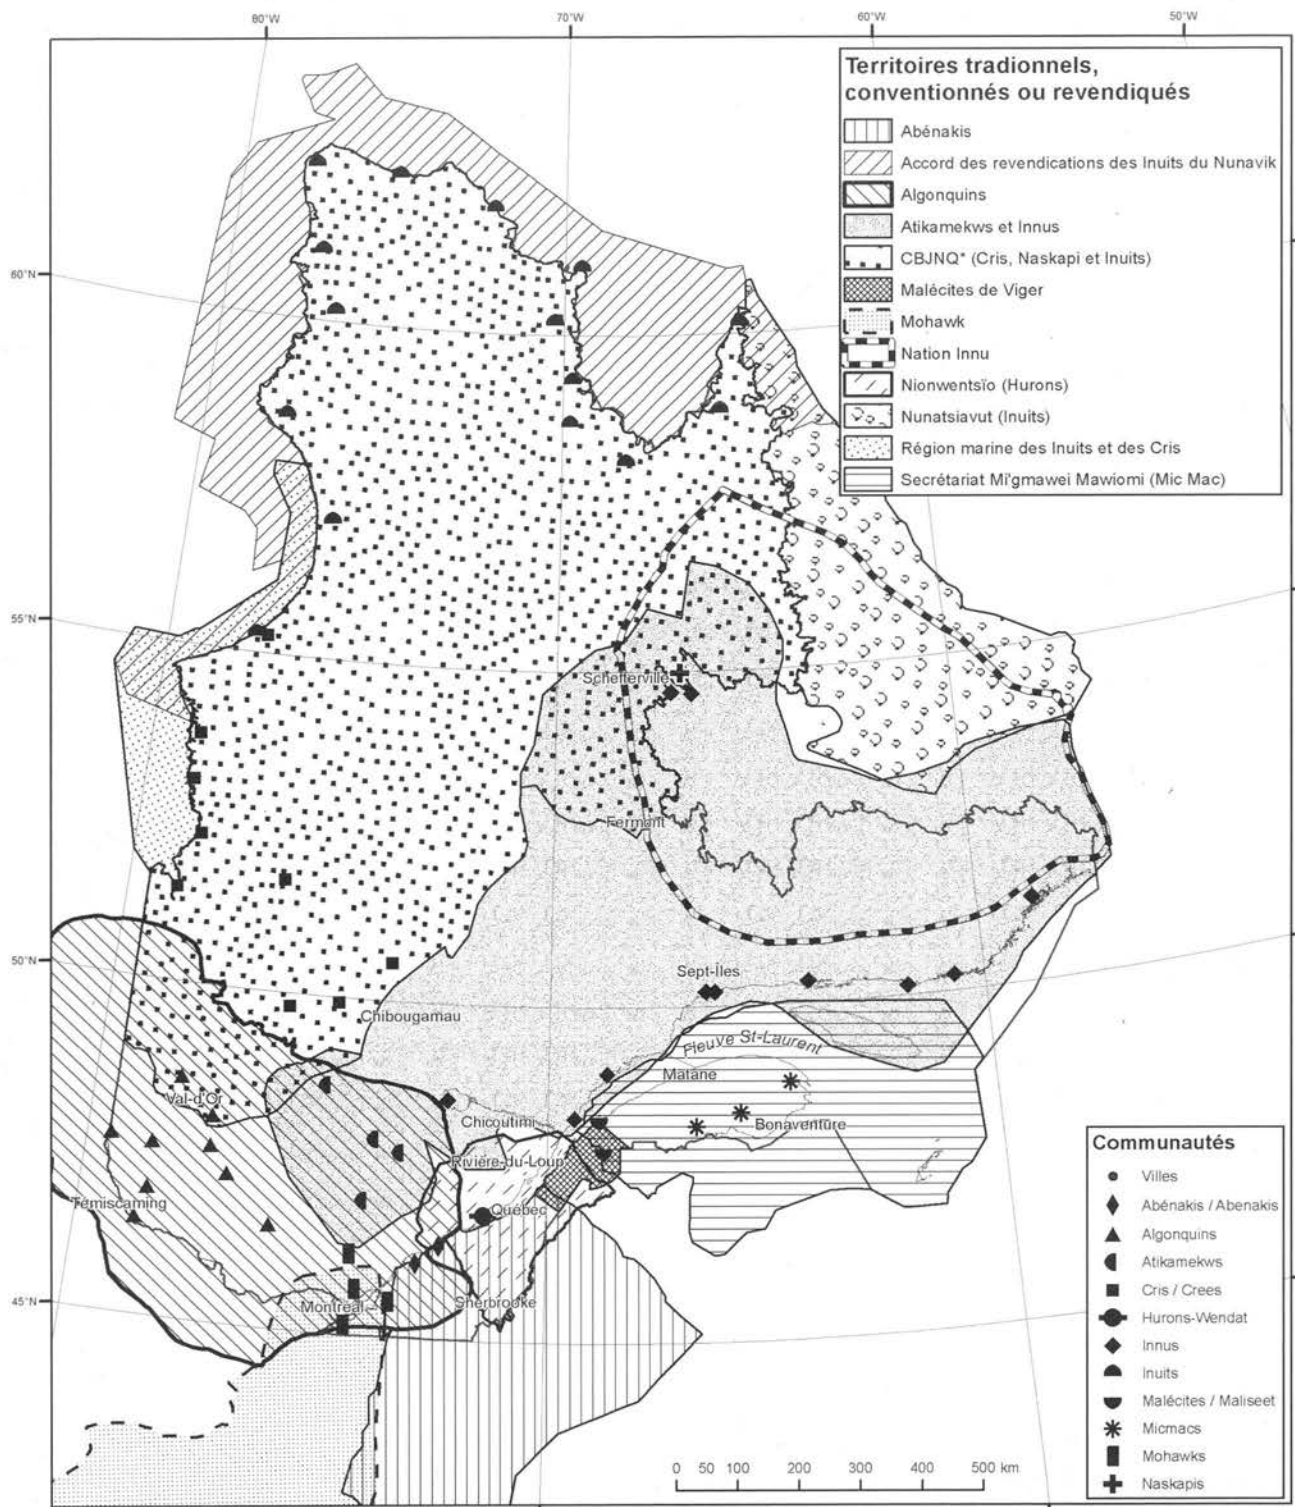 80°W
70°W
60°W
50°W
Territoires tradionnels,
conventionnés ou revendiqués
Abénakis
Accord des revendications des Inuits du Nunavik
Algonquins
Atikamekws et Innus
CBJNQ* (Cris, Naskapi et Inuits)
Malécites de Viger
Mohawk
Nation Innu
Nionwentsïo (Hurons)
Nunatsiavut (Inuits)
Région marine des Inuits et des Cris
Secrétariat Mi'gmawei Mawiomi (Mic Mac)
60°N
55°N
50°N
45°N
Schefferville
Fermont
Sept-Îles
Chibougamau
Fleuve St-Laurent
Matane
Val-d'Or
Chicoutimi
Bonaventure
Rivière-du-Loup
Témiscaming
Québec
Montréal
Sherbrooke
Communautés
Villes
Abénakis / Abenakis
Algonquins
Atikamekws
Cris / Crees
Hurons-Wendat
Innus
Inuits
Malécites / Maliseet
Micmacs
Mohawks
Naskapis
0 50 100 200 300 400 500 km